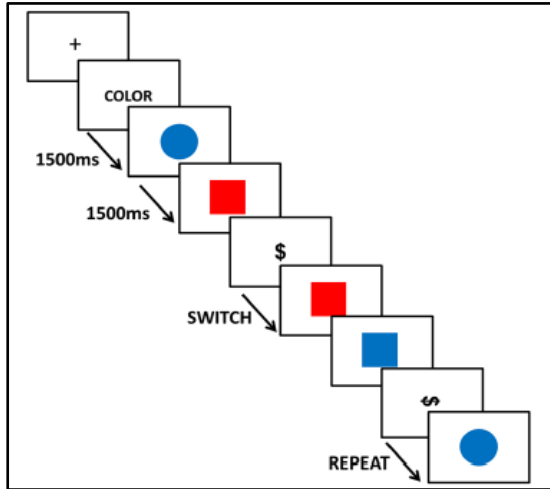 +
COLOR
1500ms
1500ms
$
SWITCH
$
REPEAT